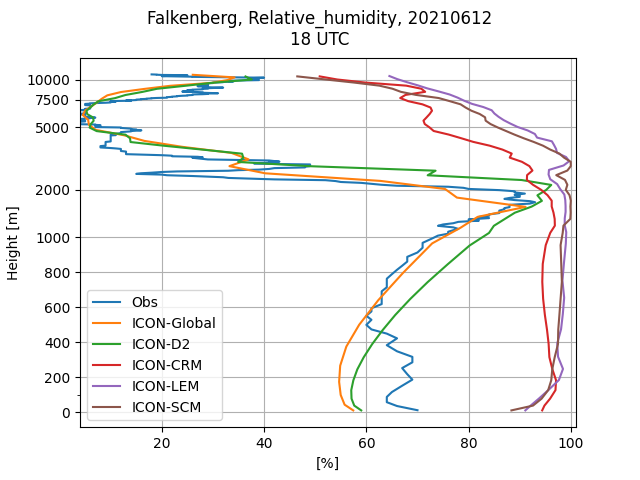 Falkenberg, Relative_humidity, 20210612
18 UTC
10000
7500
5000
2000
1000
800
600
400
200
0
Height [m]
Obs
ICON-Global
ICON-D2
ICON-CRM
ICON-LEM
ICON-SCM
20
40
60
80
100
[%]